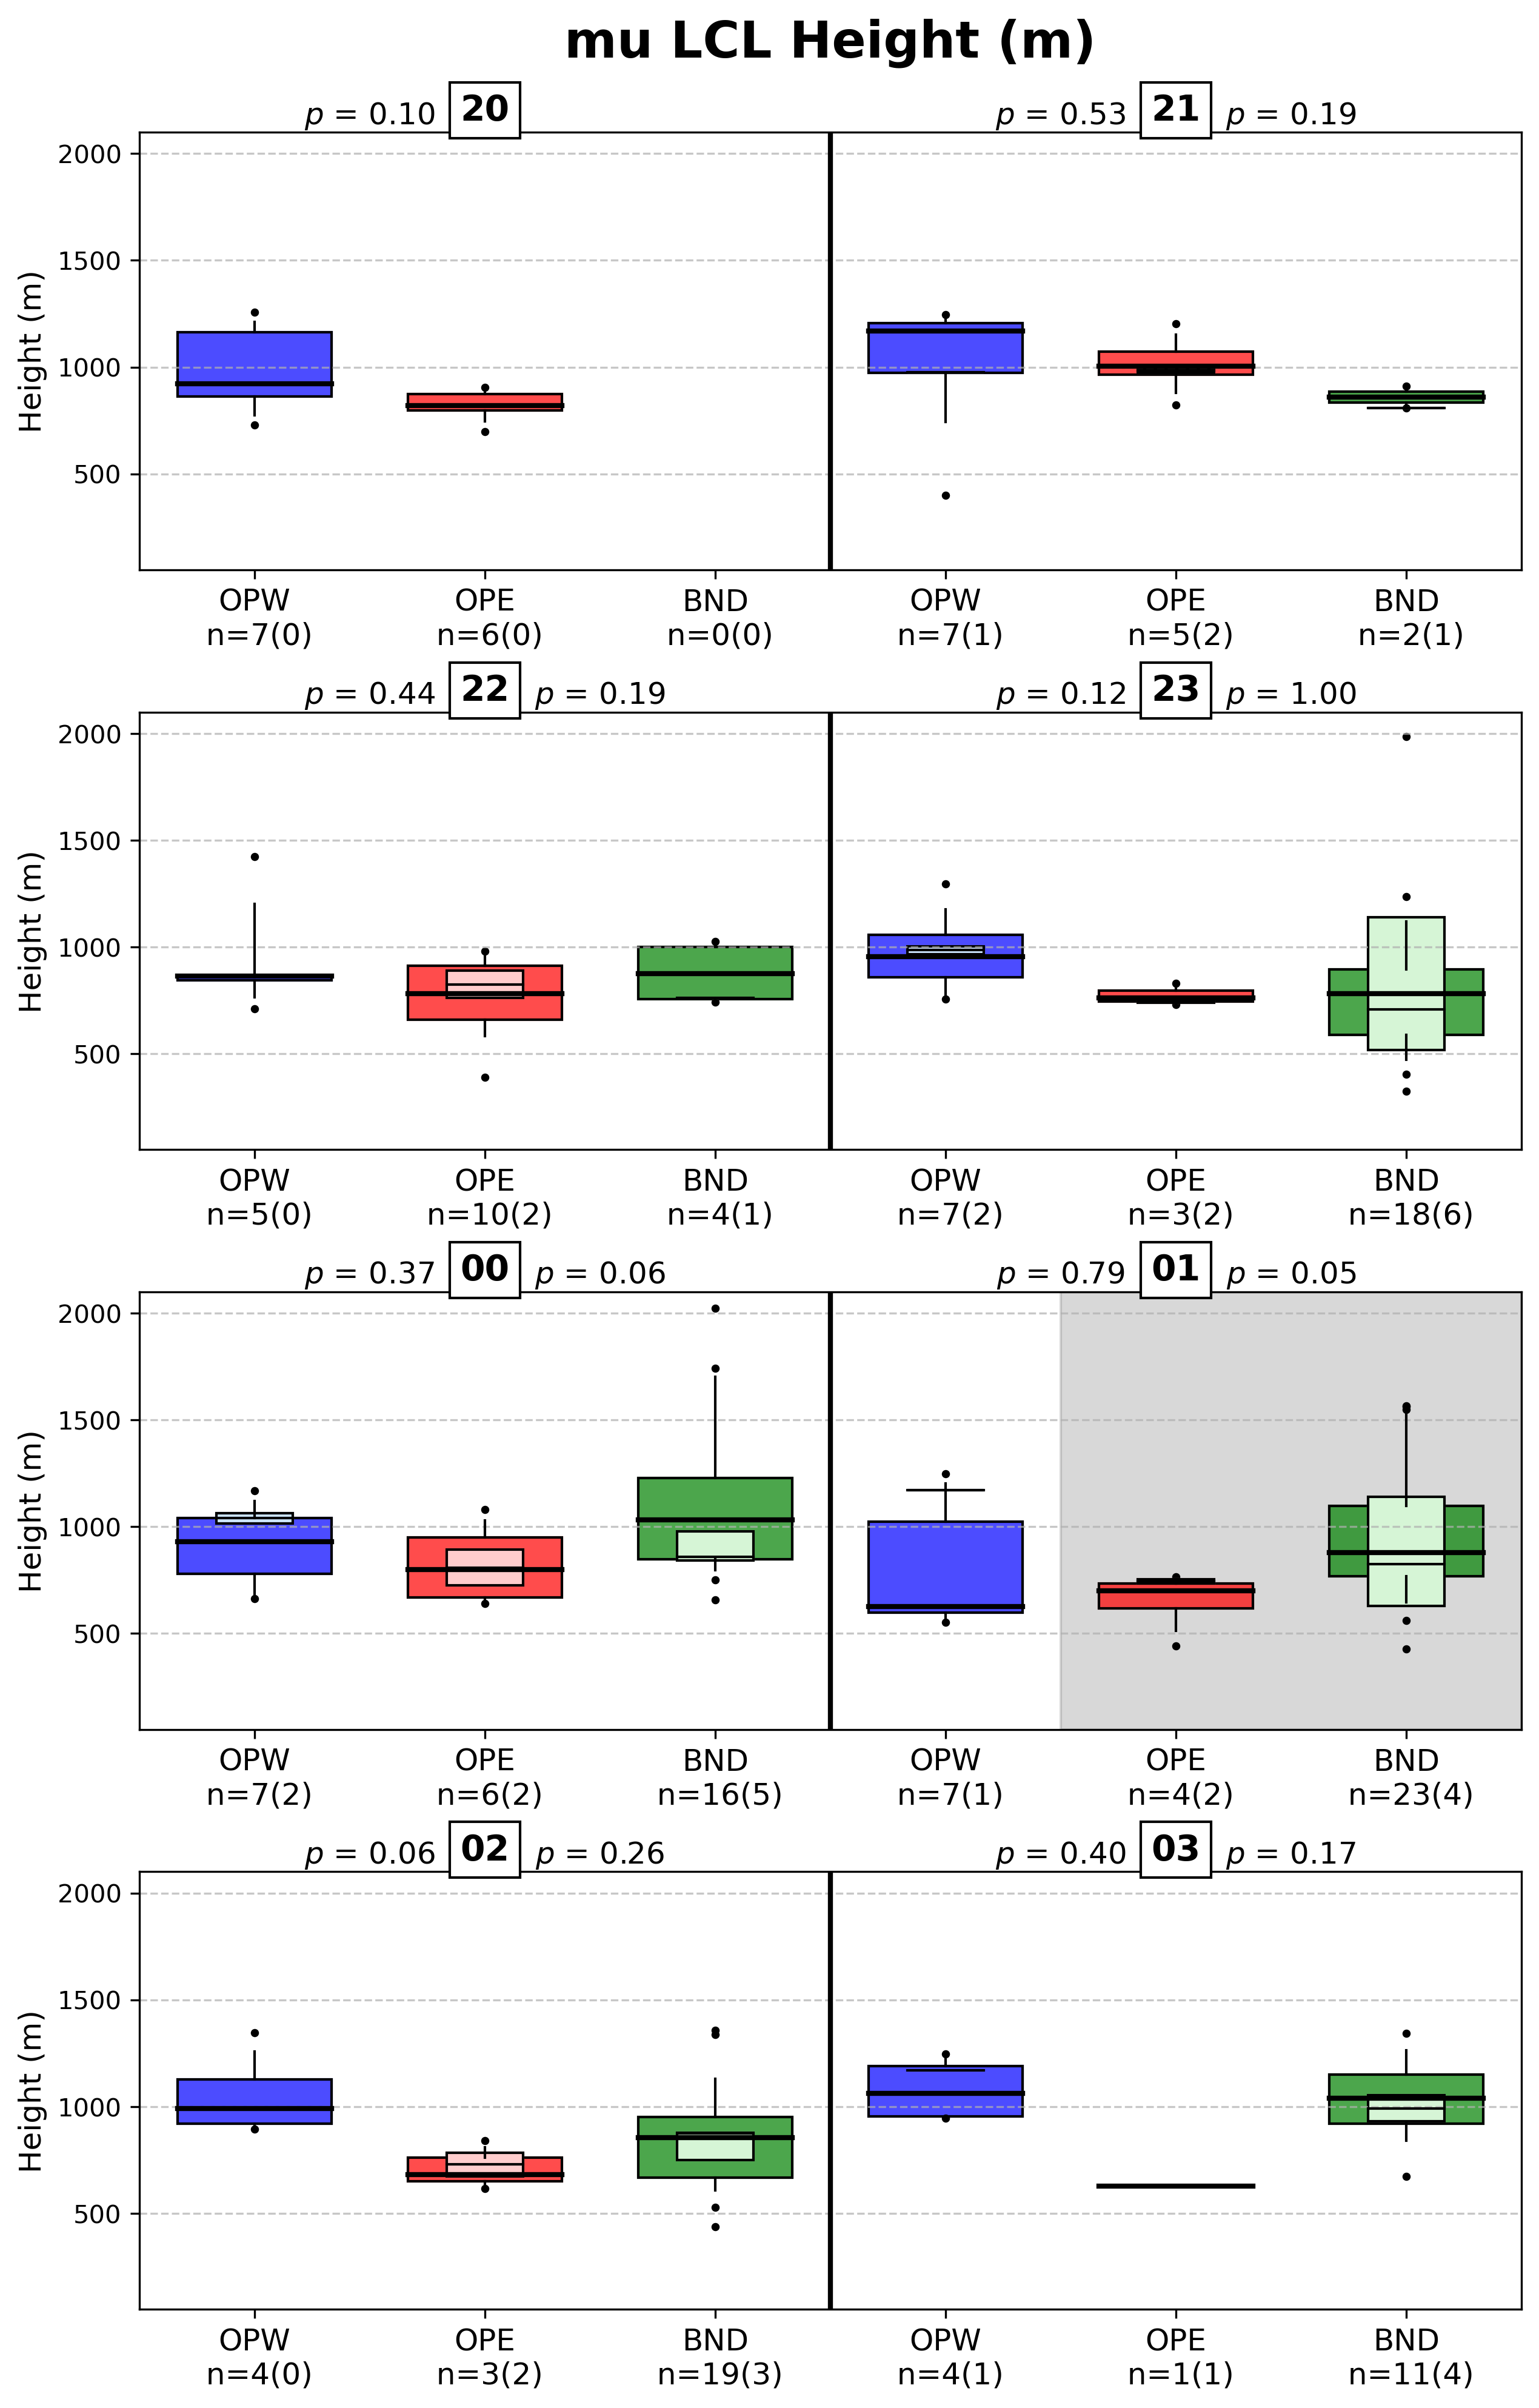 mu LCL Height (m)
p = 0.10 20
p = 0.53 21 p = 0.19
Height (m)
2000
1500
1000
500
OPW OPE BND OPW OPE BND
n=7(0) n=6(0) n=0(0) n=7(1) n=5(2) n=2(1)
p = 0.44 22 p = 0.19
p = 0.12 23 p = 1.00
Height (m)
2000
1500
1000
500
OPW OPE BND OPW OPE BND
n=5(0) n=10(2) n=4(1) n=7(2) n=3(2) n=18(6)
p = 0.37 00 p = 0.06
p = 0.79 01 p = 0.05
Height (m)
2000
1500
1000
500
OPW OPE BND OPW OPE BND
n=7(2) n=6(2) n=16(5) n=7(1) n=4(2) n=23(4)
p = 0.06 02 p = 0.26
p = 0.40 03 p = 0.17
Height (m)
2000
1500
1000
500
OPW OPE BND OPW OPE BND
n=4(0) n=3(2) n=19(3) n=4(1) n=1(1) n=11(4)